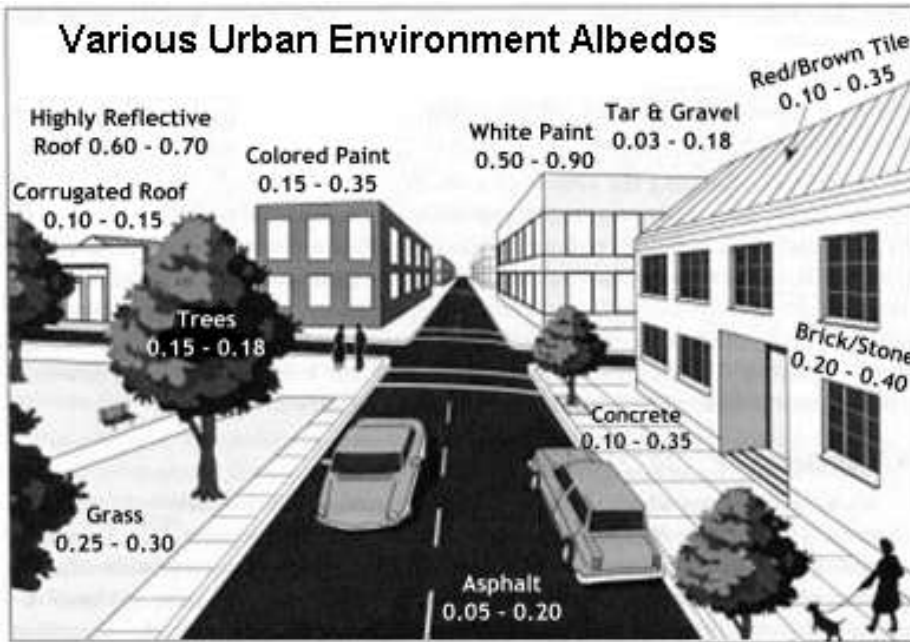 Various Urban Environment Albedos
Highly Reflective
Roof 0.60 - 0.70
Corrugated Roof
0.10 - 0.15
Colored Paint
0.15 - 0.35
White Paint
0.50 - 0.90
Tar & Gravel
0.03 - 0.18
Red/Brown Tile
0.10 - 0.35
Trees
0.15 - 0.18
Brick/Stone
0.20 - 0.40
Concrete
0.10 - 0.35
Grass
0.25 - 0.30
Asphalt
0.05 - 0.20